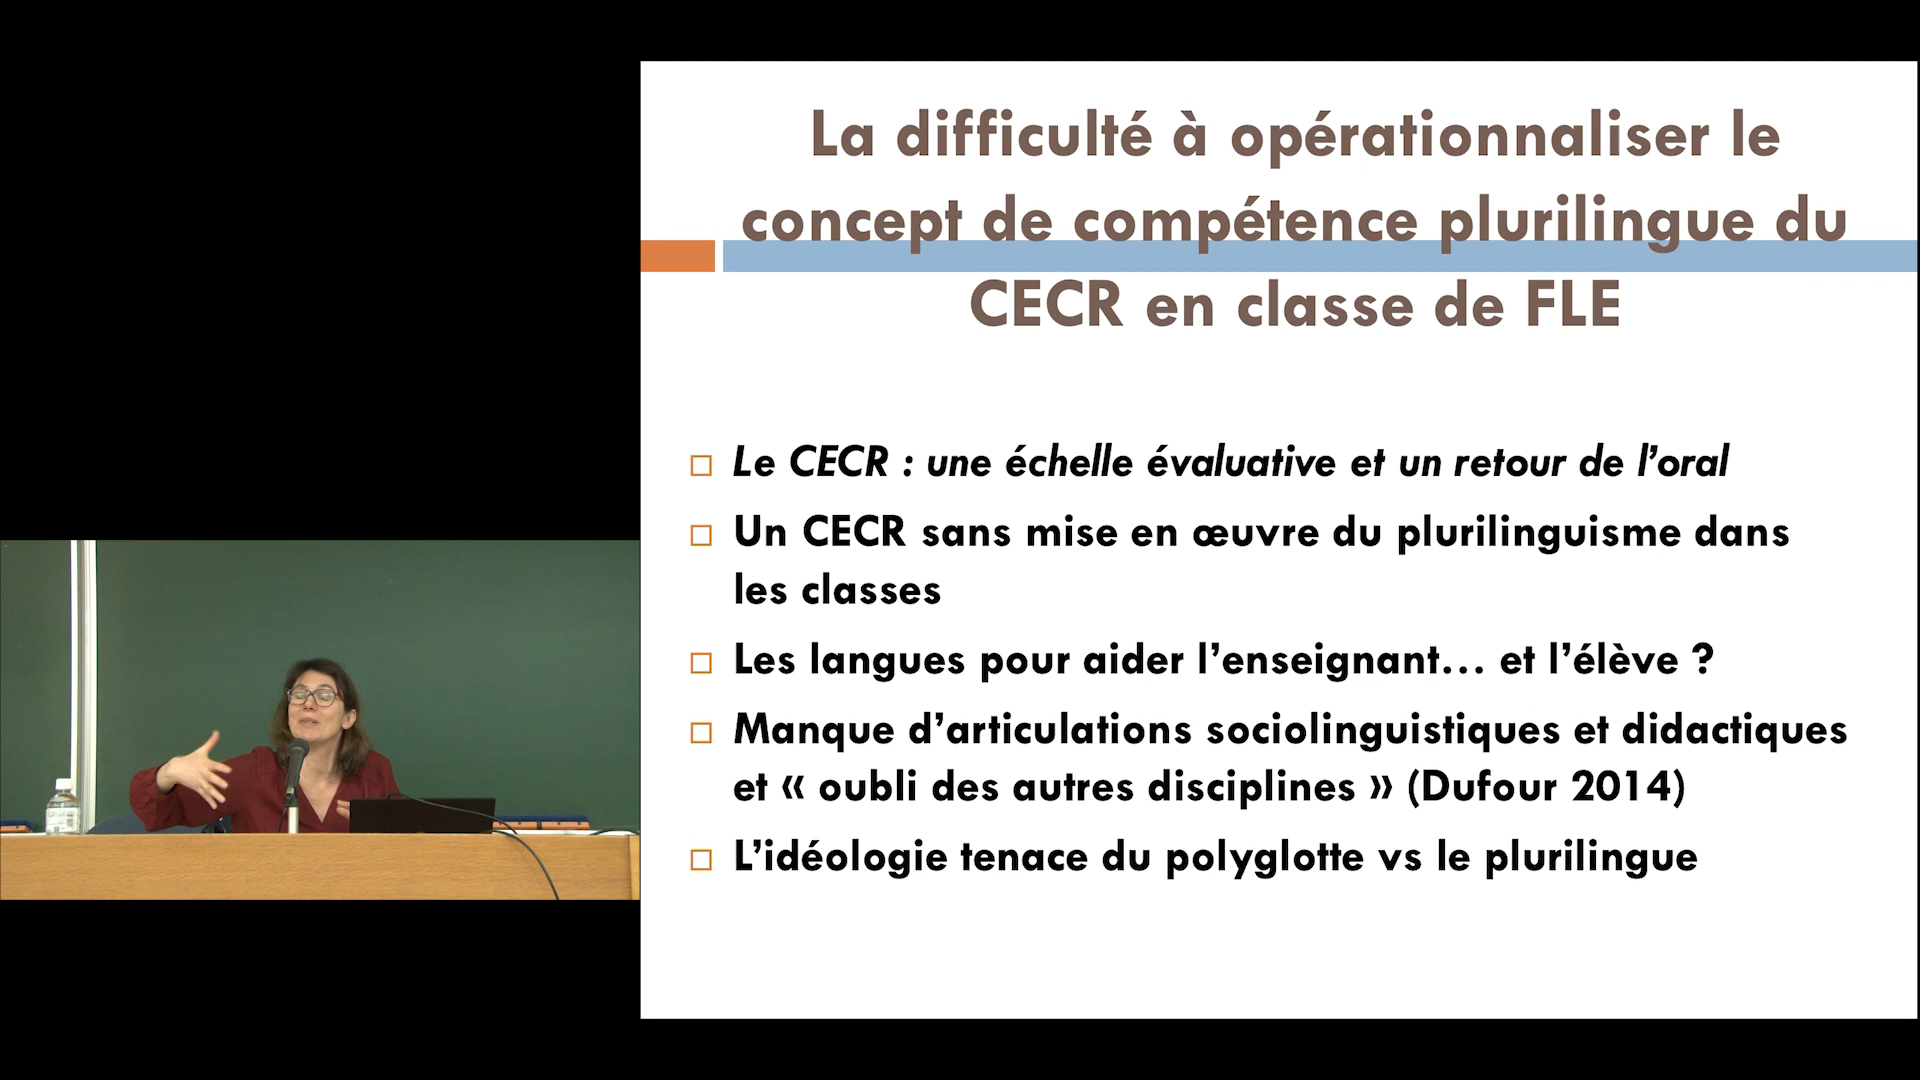 La difficulté à opérationnaliser le
concept de compétence plurilingue du
CECR en classe de FLE
Le CECR : une échelle évaluative et un retour de l’oral
Un CECR sans mise en œuvre du plurilinguisme dans
les classes
Les langues pour aider l’enseignant… et l’élève ?
Manque d’articulations sociolinguistiques et didactiques
et « oubli des autres disciplines » (Dufour 2014)
L’idéologie tenace du polyglotte vs le plurilingue